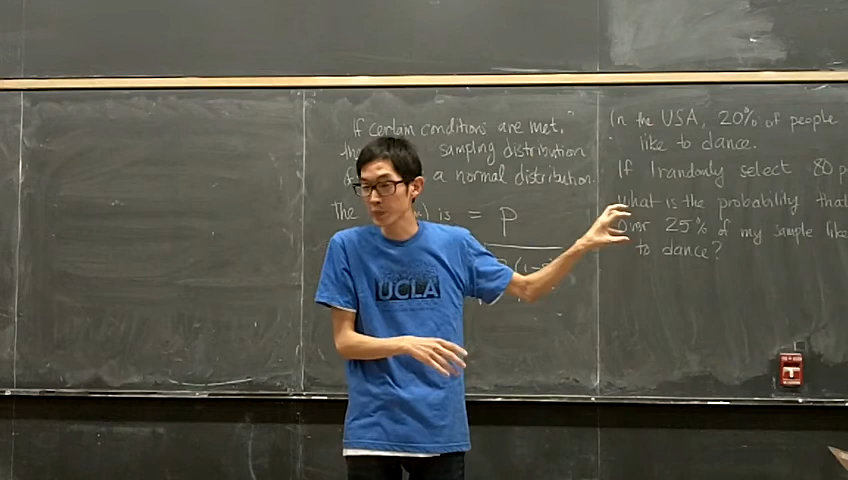 If certain conditions are met,
sampling distribution
a normal distribution.
The is = p
In the USA, 20% of people
like to dance.
If I randomly select 80
what is the probability that
over 25% of my sample like
to dance?
UCLA